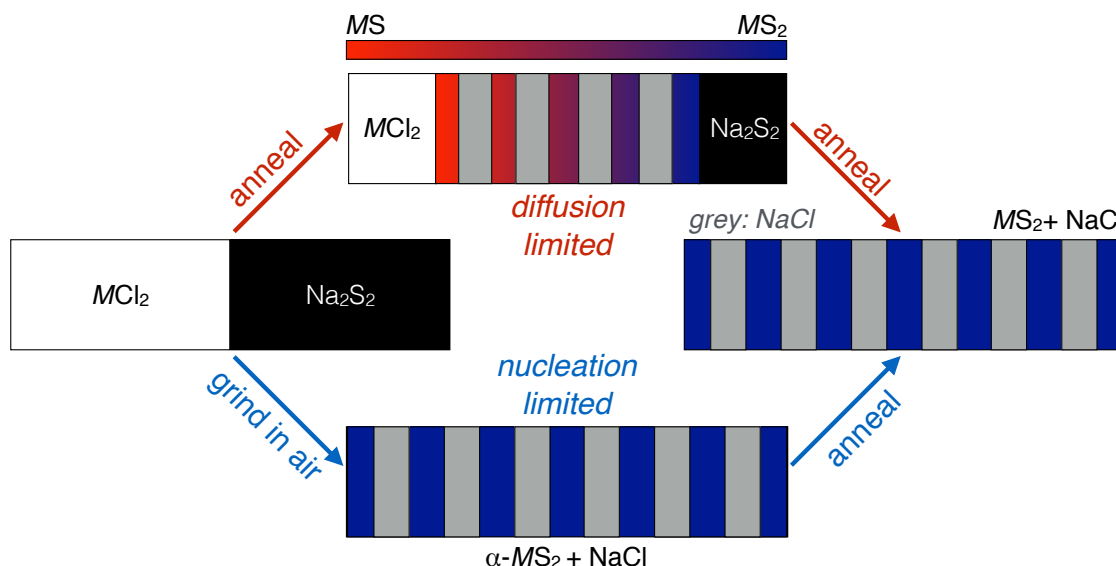 MS MS₂
MCl₂ Na₂S₂
anneal
anneal
diffusion
limited
grey: NaCl
MS₂+ NaC
MCl₂ Na₂S₂
nucleation
limited
grind in air
anneal
α-MS₂ + NaCl